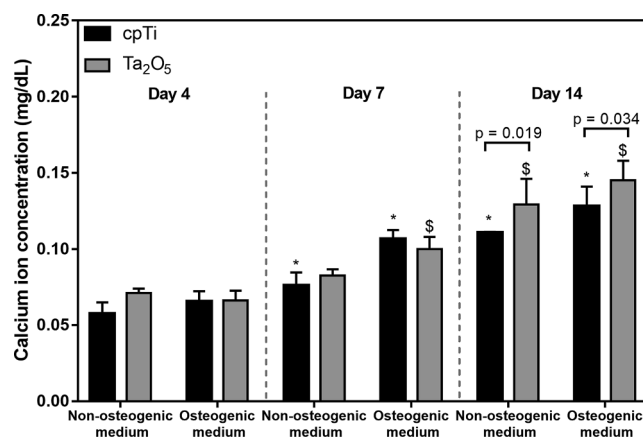 Calcium ion concentration (mg/dL)
0.25
0.20
0.15
0.10
0.05
0.00
cpTi
Ta₂O₅
Day 4
Day 7
Day 14
p = 0.019
p = 0.034
*
*
$
*
$
*
$
Non-osteogenic
medium
Osteogenic
medium
Non-osteogenic
medium
Osteogenic
medium
Non-osteogenic
medium
Osteogenic
medium